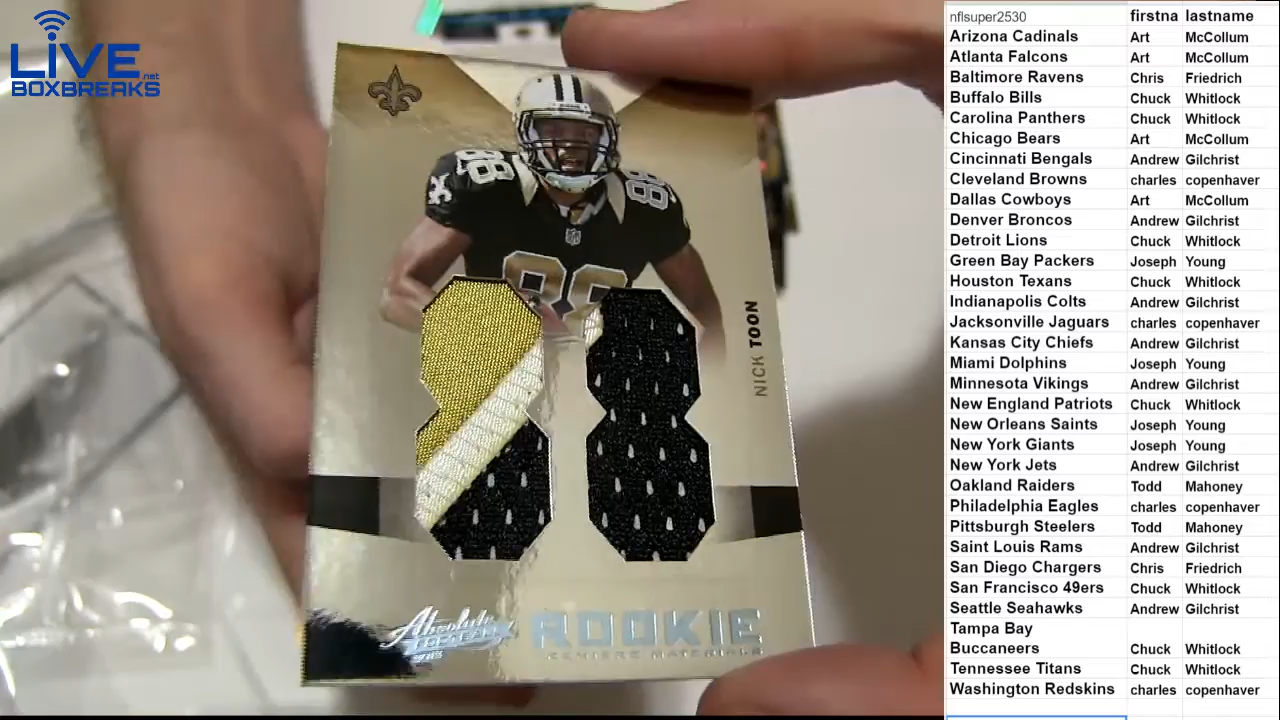 LIVE.net
BOXBREAKS
88
88
88
NICK TOON
Absolute
ROOKIE
PREMIERE MATERIALS
nflsuper2530 firstna lastname
Arizona Cadinals Art McCollum
Atlanta Falcons Art McCollum
Baltimore Ravens Chris Friedrich
Buffalo Bills Chuck Whitlock
Carolina Panthers Chuck Whitlock
Chicago Bears Art McCollum
Cincinnati Bengals Andrew Gilchrist
Cleveland Browns charles copenhaver
Dallas Cowboys Art McCollum
Denver Broncos Andrew Gilchrist
Detroit Lions Chuck Whitlock
Green Bay Packers Joseph Young
Houston Texans Chuck Whitlock
Indianapolis Colts Andrew Gilchrist
Jacksonville Jaguars charles copenhaver
Kansas City Chiefs Andrew Gilchrist
Miami Dolphins Joseph Young
Minnesota Vikings Andrew Gilchrist
New England Patriots Chuck Whitlock
New Orleans Saints Joseph Young
New York Giants Joseph Young
New York Jets Andrew Gilchrist
Oakland Raiders Todd Mahoney
Philadelphia Eagles charles copenhaver
Pittsburgh Steelers Todd Mahoney
Saint Louis Rams Andrew Gilchrist
San Diego Chargers Chris Friedrich
San Francisco 49ers Chuck Whitlock
Seattle Seahawks Andrew Gilchrist
Tampa Bay
Buccaneers Chuck Whitlock
Tennessee Titans Chuck Whitlock
Washington Redskins charles copenhaver